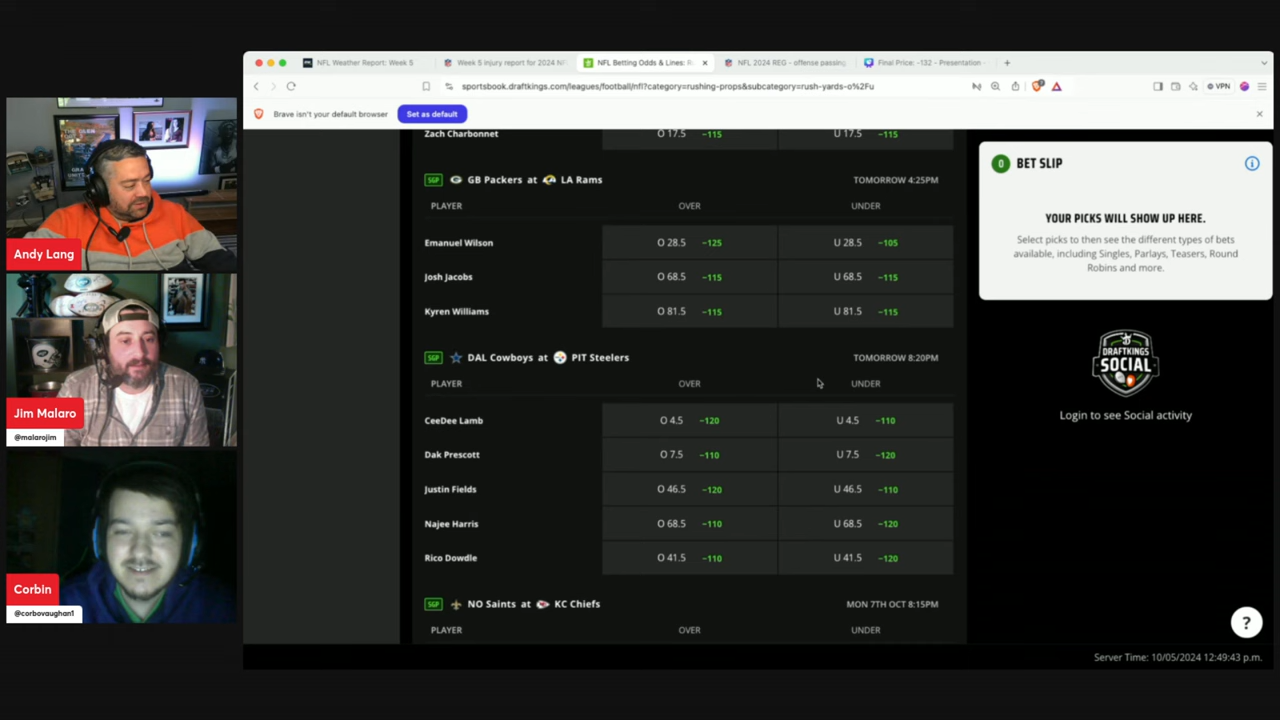 NFL Weather Report: Week 5
Week 5 injury report for 2024 NF
NFL Betting Odds & Lines: R
NFL 2024 REG - offense passing
Final Price: -132 - Presentation
sportsbook.draftkings.com/leagues/football/nfl?category=rushing-props&subcategory=rush-yards-o%2Fu
VPN
Brave isn't your default browser
Set as default
Zach Charbonnet O 17.5 -115 U 17.5 -115
SGP GB Packers at LA Rams TOMORROW 4:25PM
PLAYER OVER UNDER
Emanuel Wilson O 28.5 -125 U 28.5 -105
Josh Jacobs O 68.5 -115 U 68.5 -115
Kyren Williams O 81.5 -115 U 81.5 -115
SGP DAL Cowboys at PIT Steelers TOMORROW 8:20PM
PLAYER OVER UNDER
CeeDee Lamb O 4.5 -120 U 4.5 -110
Dak Prescott O 7.5 -110 U 7.5 -120
Justin Fields O 46.5 -120 U 46.5 -110
Najee Harris O 68.5 -110 U 68.5 -120
Rico Dowdle O 41.5 -110 U 41.5 -120
SGP NO Saints at KC Chiefs MON 7TH OCT 8:15PM
PLAYER OVER UNDER
0 BET SLIP
YOUR PICKS WILL SHOW UP HERE.
Select picks to then see the different types of bets
available, including Singles, Parlays, Teasers, Round
Robins and more.
DRAFTKINGS
SOCIAL
Login to see Social activity
?
Server Time: 10/05/2024 12:49:43 p.m.
Andy Lang
Jim Malaro
@malarojim
Corbin
@corbovaughan1